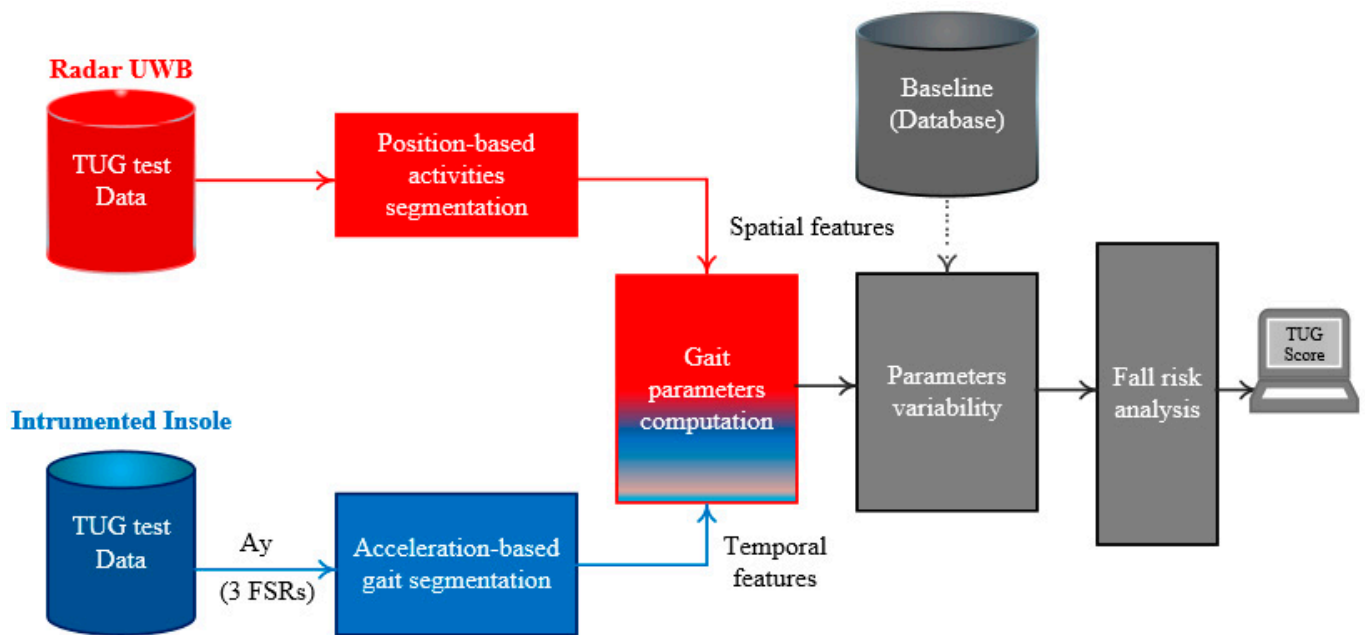 Radar UWB
TUG test
Data
Position-based
activities
segmentation
Baseline
(Database)
Spatial features
Gait
parameters
computation
Parameters
variability
Fall risk
analysis
TUG
Score
Intrumented Insole
TUG test
Data
Ay
(3 FSRs)
Acceleration-based
gait segmentation
Temporal
features